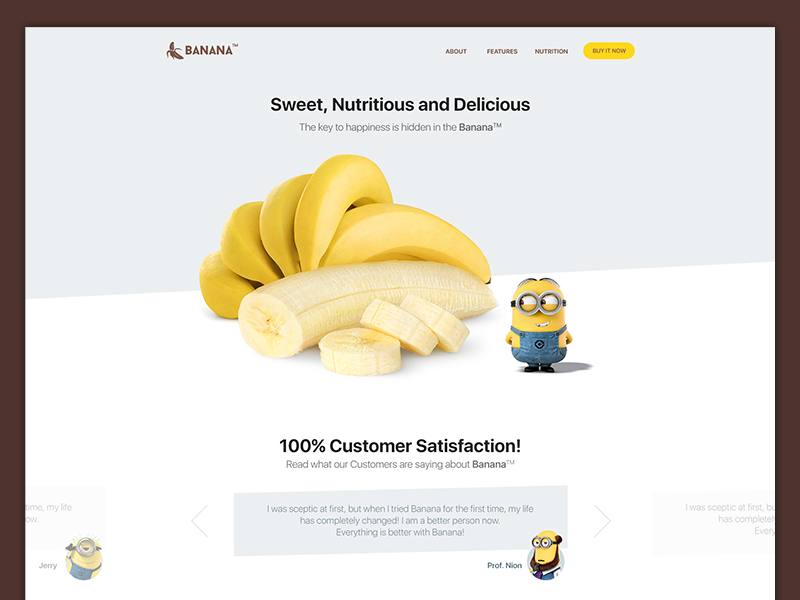 BANANA™
ABOUT FEATURES NUTRITION BUY IT NOW
Sweet, Nutritious and Delicious
The key to happiness is hidden in the Banana™
100% Customer Satisfaction!
Read what our Customers are saying about Banana™
time, my life
ow.
Jerry
I was sceptic at first, but when I tried Banana for the first time, my life
has completely changed! I am a better person now.
Everything is better with Banana!
Prof. Nion
I was sceptic at first, bu
has completel
Every